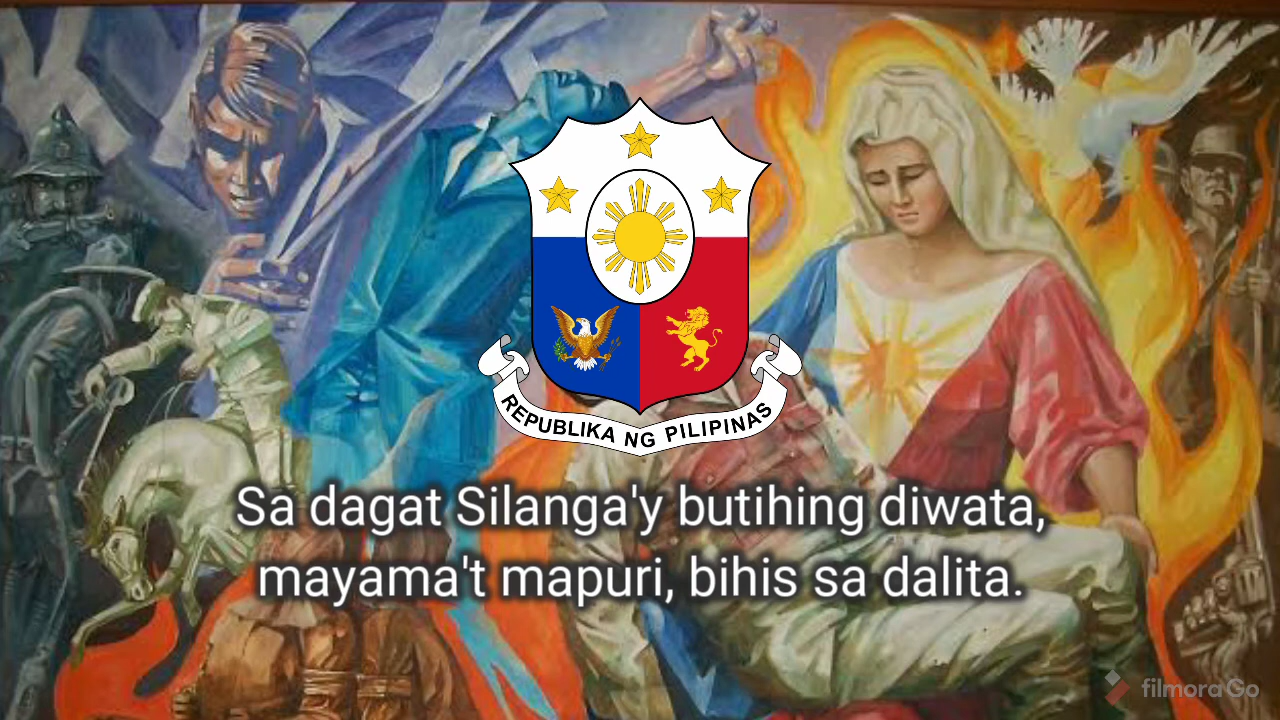 REPUBLIKA NG PILIPINAS
Sa dagat Silanga'y butihing diwata,
mayama't mapuri, bihis sa dalita.
filmoraGo